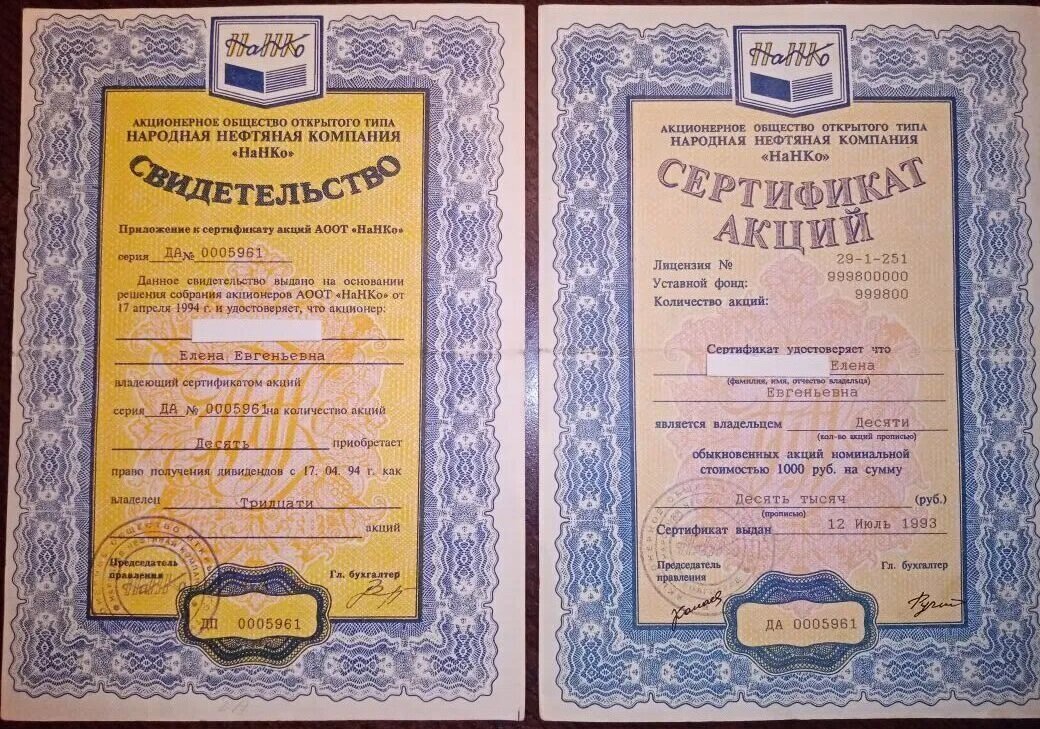 НаНКо
АКЦИОНЕРНОЕ ОБЩЕСТВО ОТКРЫТОГО ТИПА
НАРОДНАЯ НЕФТЯНАЯ КОМПАНИЯ
«НаНКо»
СВИДЕТЕЛЬСТВО
Приложение к сертификату акций АООТ «НаНКо»
серия ДА № 0005961
Данное свидетельство выдано на основании
решения собрания акционеров АООТ «НаНКо» от
17 апреля 1994 г. и удостоверяет, что акционер:
Елена Евгеньевна
владеющий сертификатом акций
серия ДА № 0005961 на количество акций
Десять приобретает
право получения дивидендов с 17. 04. 94 г. как
владелец Тридцати
акций
Председатель
правления
Гл. бухгалтер
ДП 0005961
НаНКо
АКЦИОНЕРНОЕ ОБЩЕСТВО ОТКРЫТОГО ТИПА
НАРОДНАЯ НЕФТЯНАЯ КОМПАНИЯ
«НаНКо»
СЕРТИФИКАТ
АКЦИЙ
Лицензия № 29-1-251
Уставной фонд: 999800000
Количество акций: 999800
Сертификат удостоверяет что
Елена
(фамилия, имя, отчество владельца)
Евгеньевна
является владельцем Десяти
(кол-во акций прописью)
обыкновенных акций номинальной
стоимостью 1000 руб. на сумму
Десять тысяч (руб.)
(прописью)
Сертификат выдан 12 Июль 1993
Председатель
правления
Гл. бухгалтер
ДА 0005961